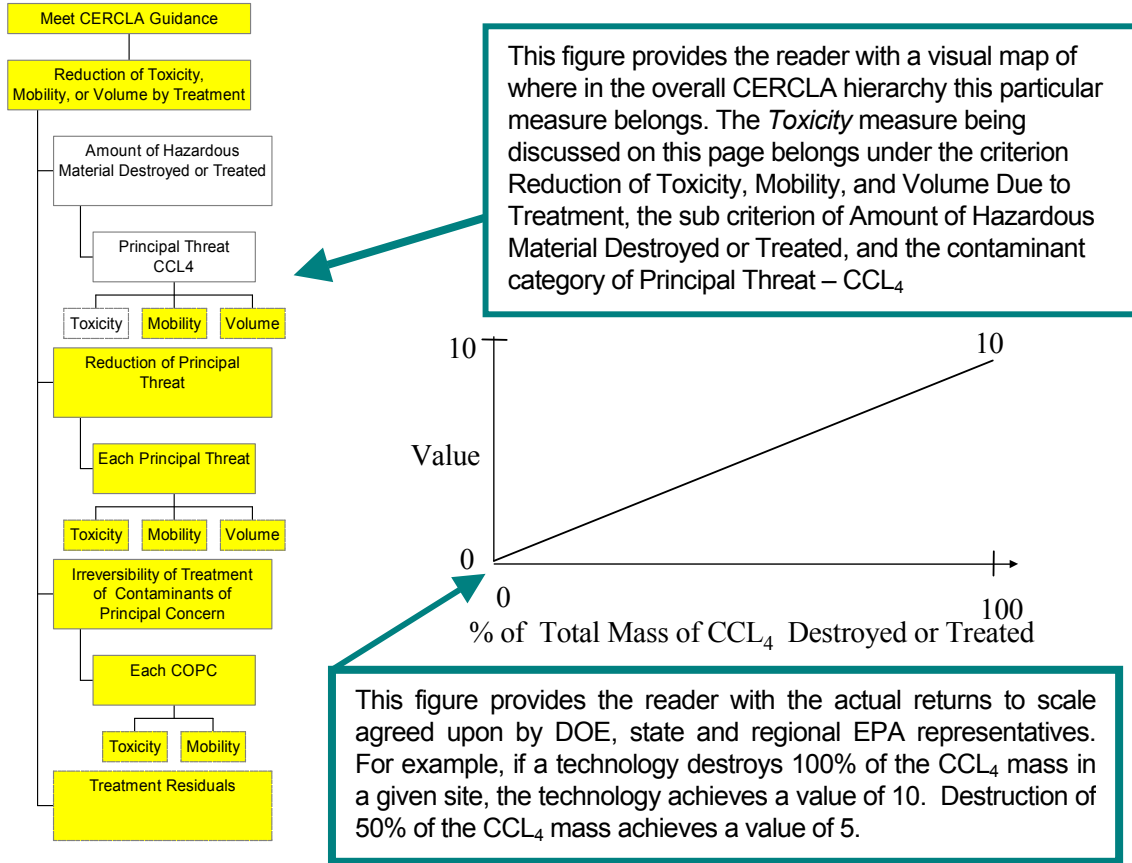 Meet CERCLA Guidance
Reduction of Toxicity,
Mobility, or Volume by Treatment
Amount of Hazardous
Material Destroyed or Treated
Principal Threat
CCL4
Toxicity
Mobility
Volume
Reduction of Principal
Threat
Each Principal Threat
Toxicity
Mobility
Volume
Irreversibility of Treatment
of Contaminants of
Principal Concern
Each COPC
Toxicity
Mobility
Treatment Residuals
This figure provides the reader with a visual map of
where in the overall CERCLA hierarchy this particular
measure belongs. The Toxicity measure being
discussed on this page belongs under the criterion
Reduction of Toxicity, Mobility, and Volume Due to
Treatment, the sub criterion of Amount of Hazardous
Material Destroyed or Treated, and the contaminant
category of Principal Threat – CCL4
10
10
Value
0
0
100
% of Total Mass of CCL4 Destroyed or Treated
This figure provides the reader with the actual returns to scale
agreed upon by DOE, state and regional EPA representatives.
For example, if a technology destroys 100% of the CCL4 mass in
a given site, the technology achieves a value of 10. Destruction of
50% of the CCL4 mass achieves a value of 5.